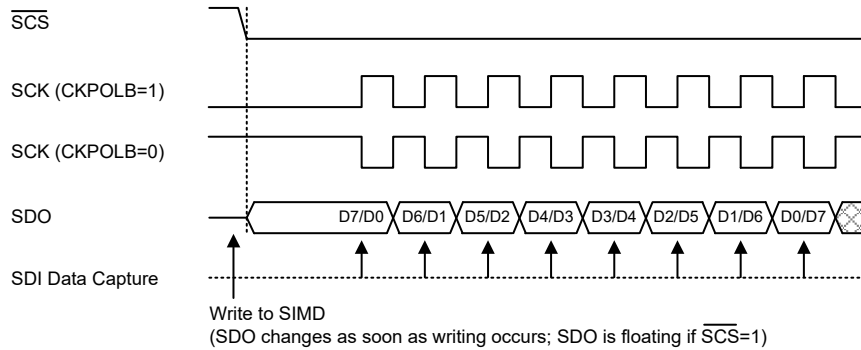 SCS
SCK (CKPOLB=1)
SCK (CKPOLB=0)
SDO D7/D0 D6/D1 D5/D2 D4/D3 D3/D4 D2/D5 D1/D6 D0/D7
SDI Data Capture
Write to SIMD
(SDO changes as soon as writing occurs; SDO is floating if SCS=1)